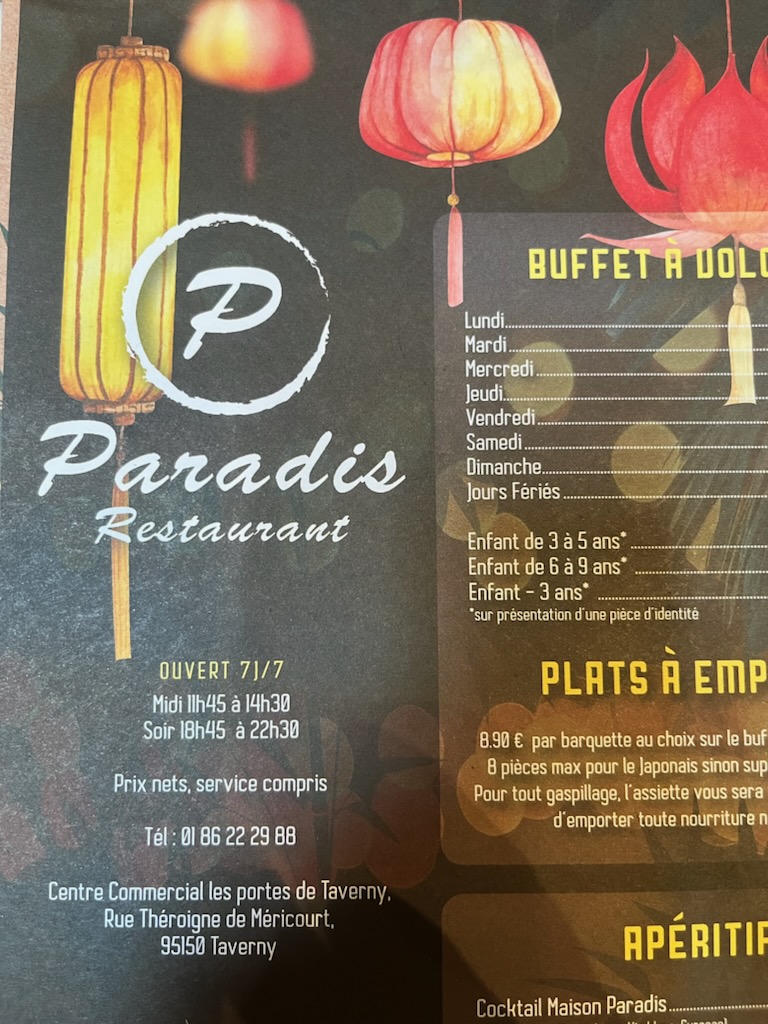 P
Paradis
Restaurant
OUVERT 7J/7
Midi 11h45 à 14h30
Soir 18h45 à 22h30
Prix nets, service compris
Tél : 01 86 22 29 88
Centre Commercial les portes de Taverny,
Rue Théroigne de Méricourt,
95150 Taverny
BUFFET À VOLO
Lundi
Mardi
Mercredi
Jeudi
Vendredi
Samedi
Dimanche
Jours Fériés
Enfant de 3 à 5 ans*
Enfant de 6 à 9 ans*
Enfant - 3 ans*
*sur présentation d'une pièce d'identité
PLATS À EMP
8.90 € par barquette au choix sur le buf
8 pièces max pour le Japonais sinon sup
Pour tout gaspillage, l'assiette vous sera
d'emporter toute nourriture n
APÉRITIF
Cocktail Maison Paradis